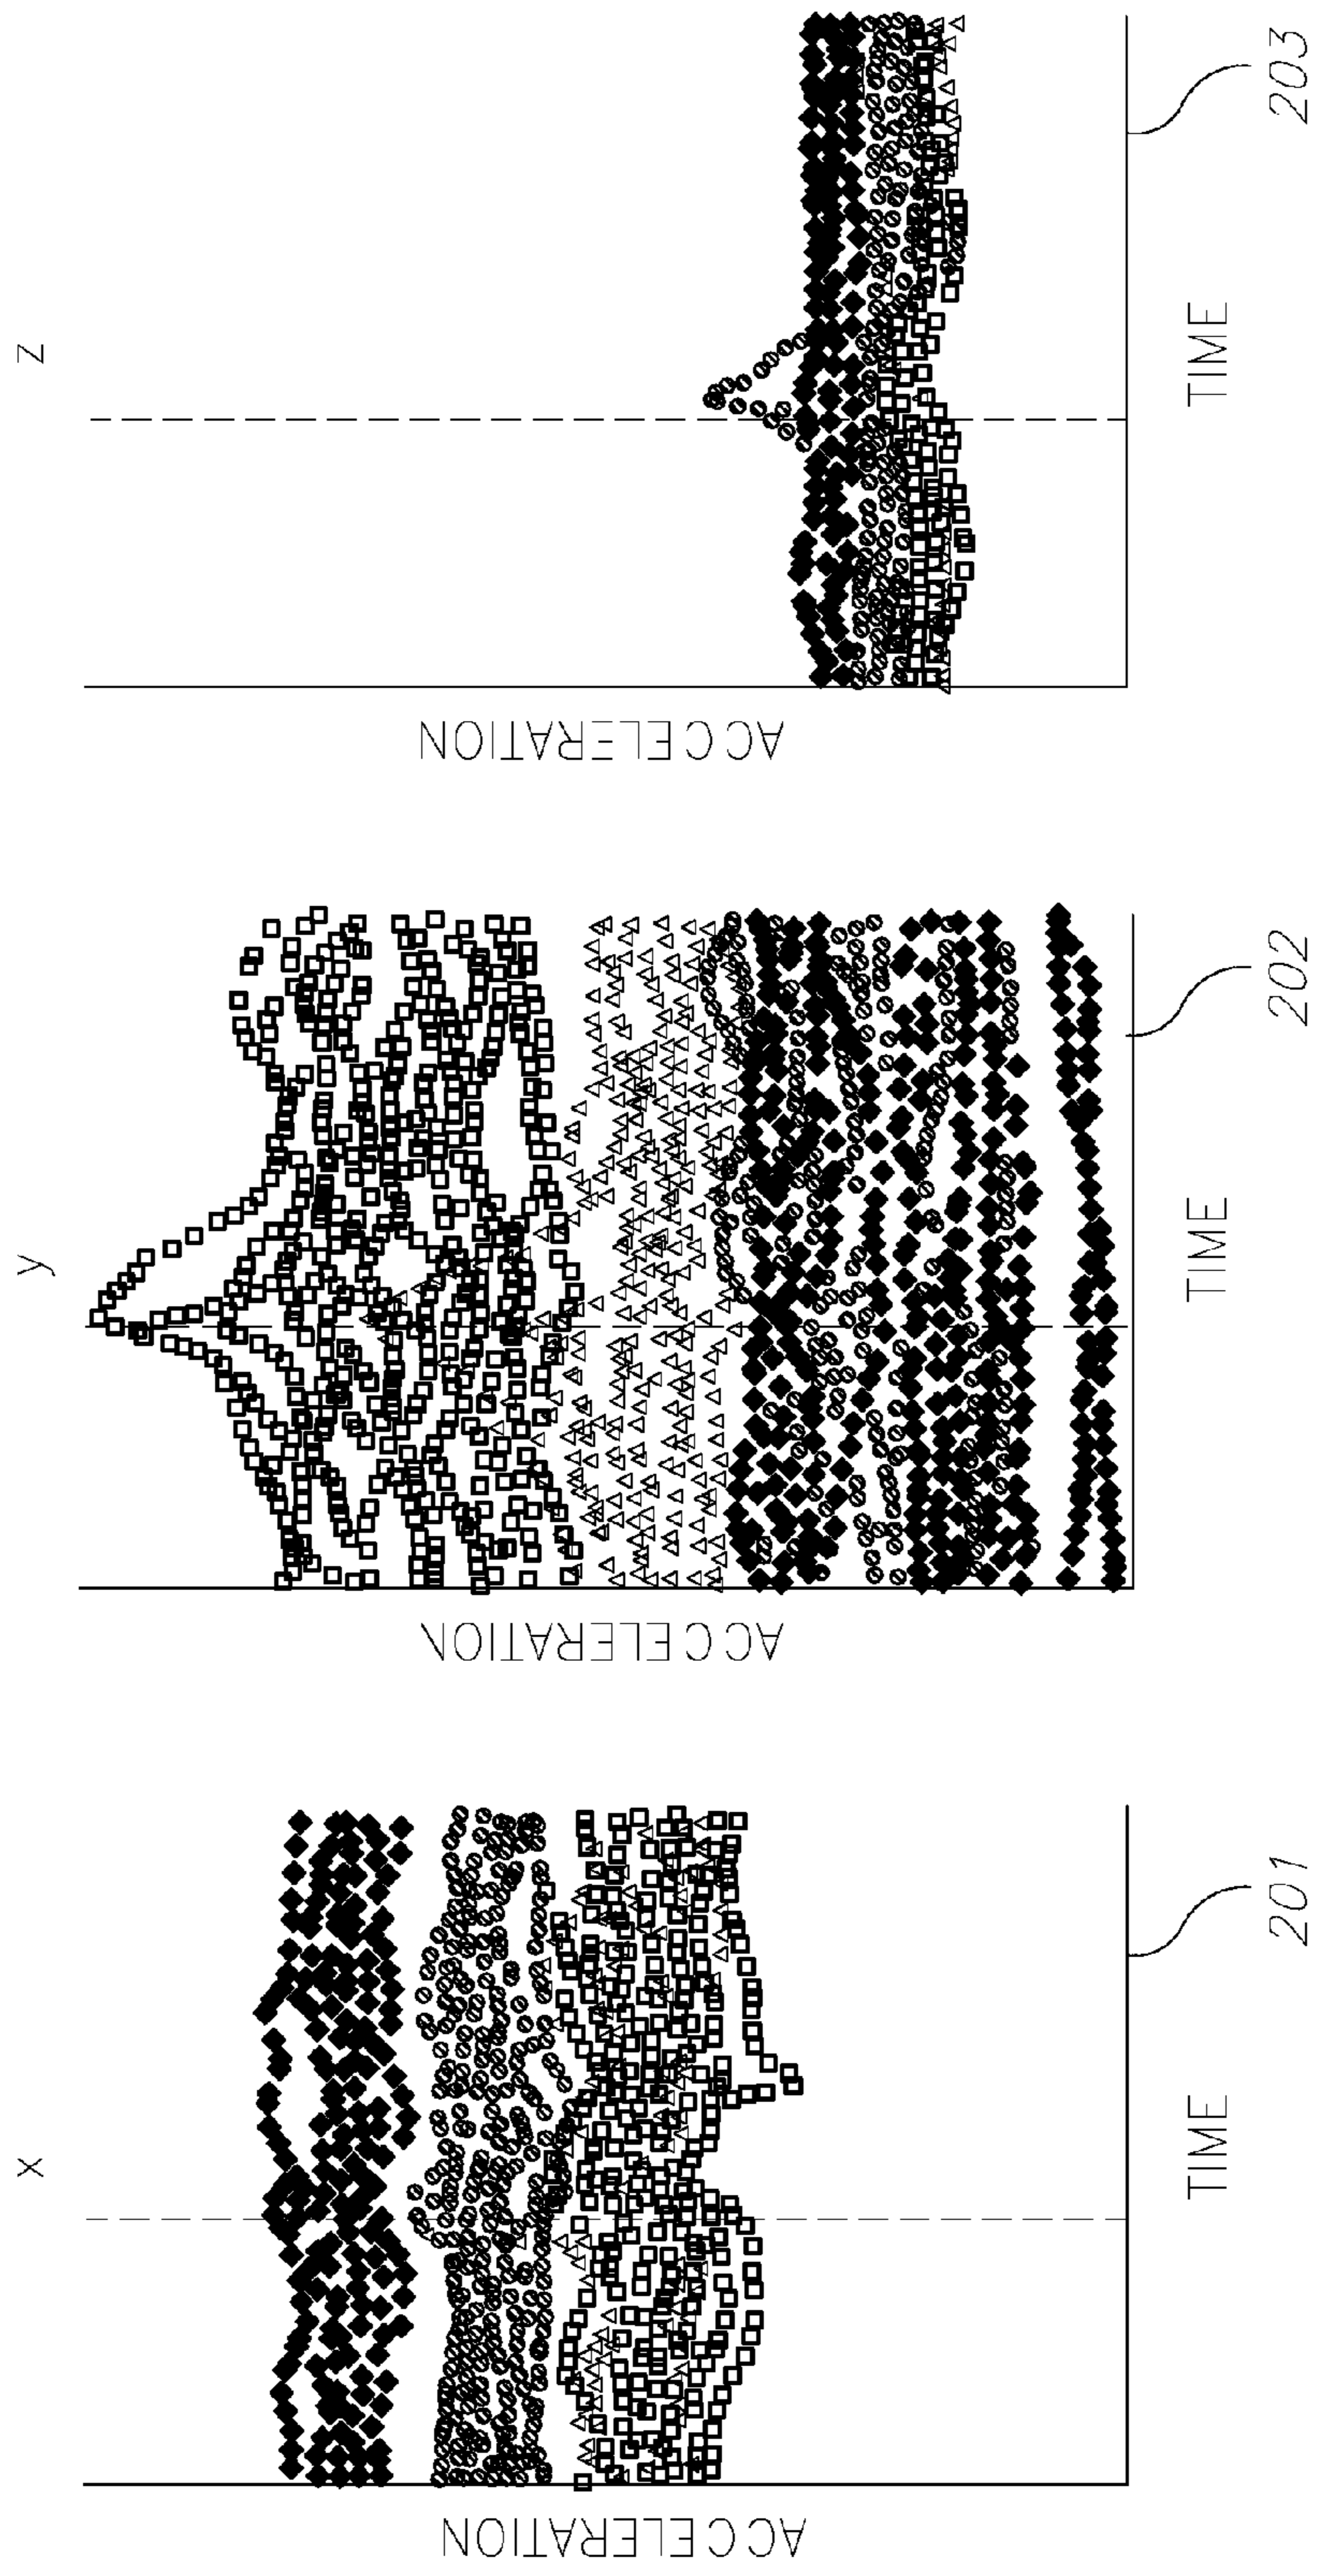 x
ACCELERATION
TIME
201
y
ACCELERATION
TIME
202
z
ACCELERATION
TIME
203